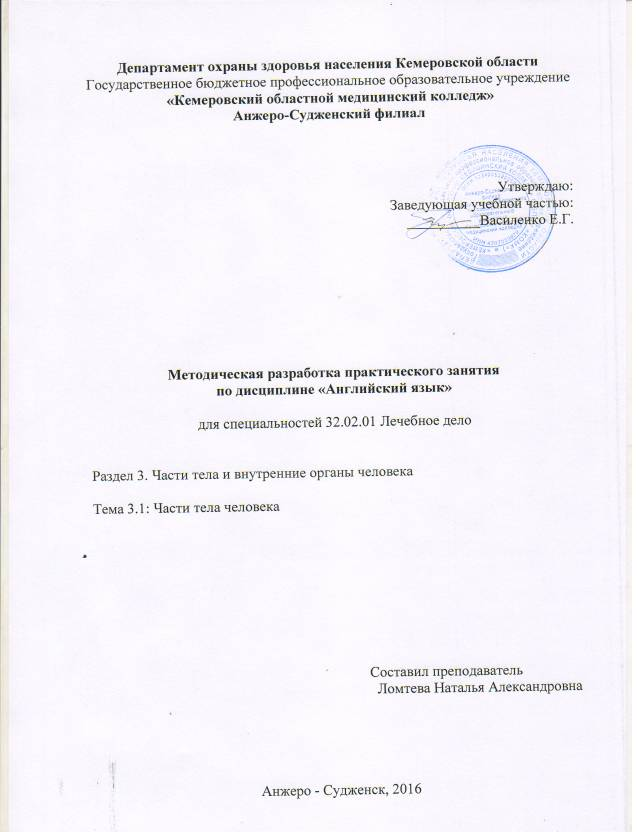 Департамент охраны здоровья населения Кемеровской области
Государственное бюджетное профессиональное образовательное учреждение
«Кемеровский областной медицинский колледж»
Анжеро-Судженский филиал
Утверждаю:
Заведующая учебной частью:
Василенко Е.Г.
Методическая разработка практического занятия
по дисциплине «Английский язык»
для специальностей 32.02.01 Лечебное дело
Раздел 3. Части тела и внутренние органы человека
Тема 3.1: Части тела человека
Составил преподаватель
Ломтева Наталья Александровна
Анжеро - Судженск, 2016